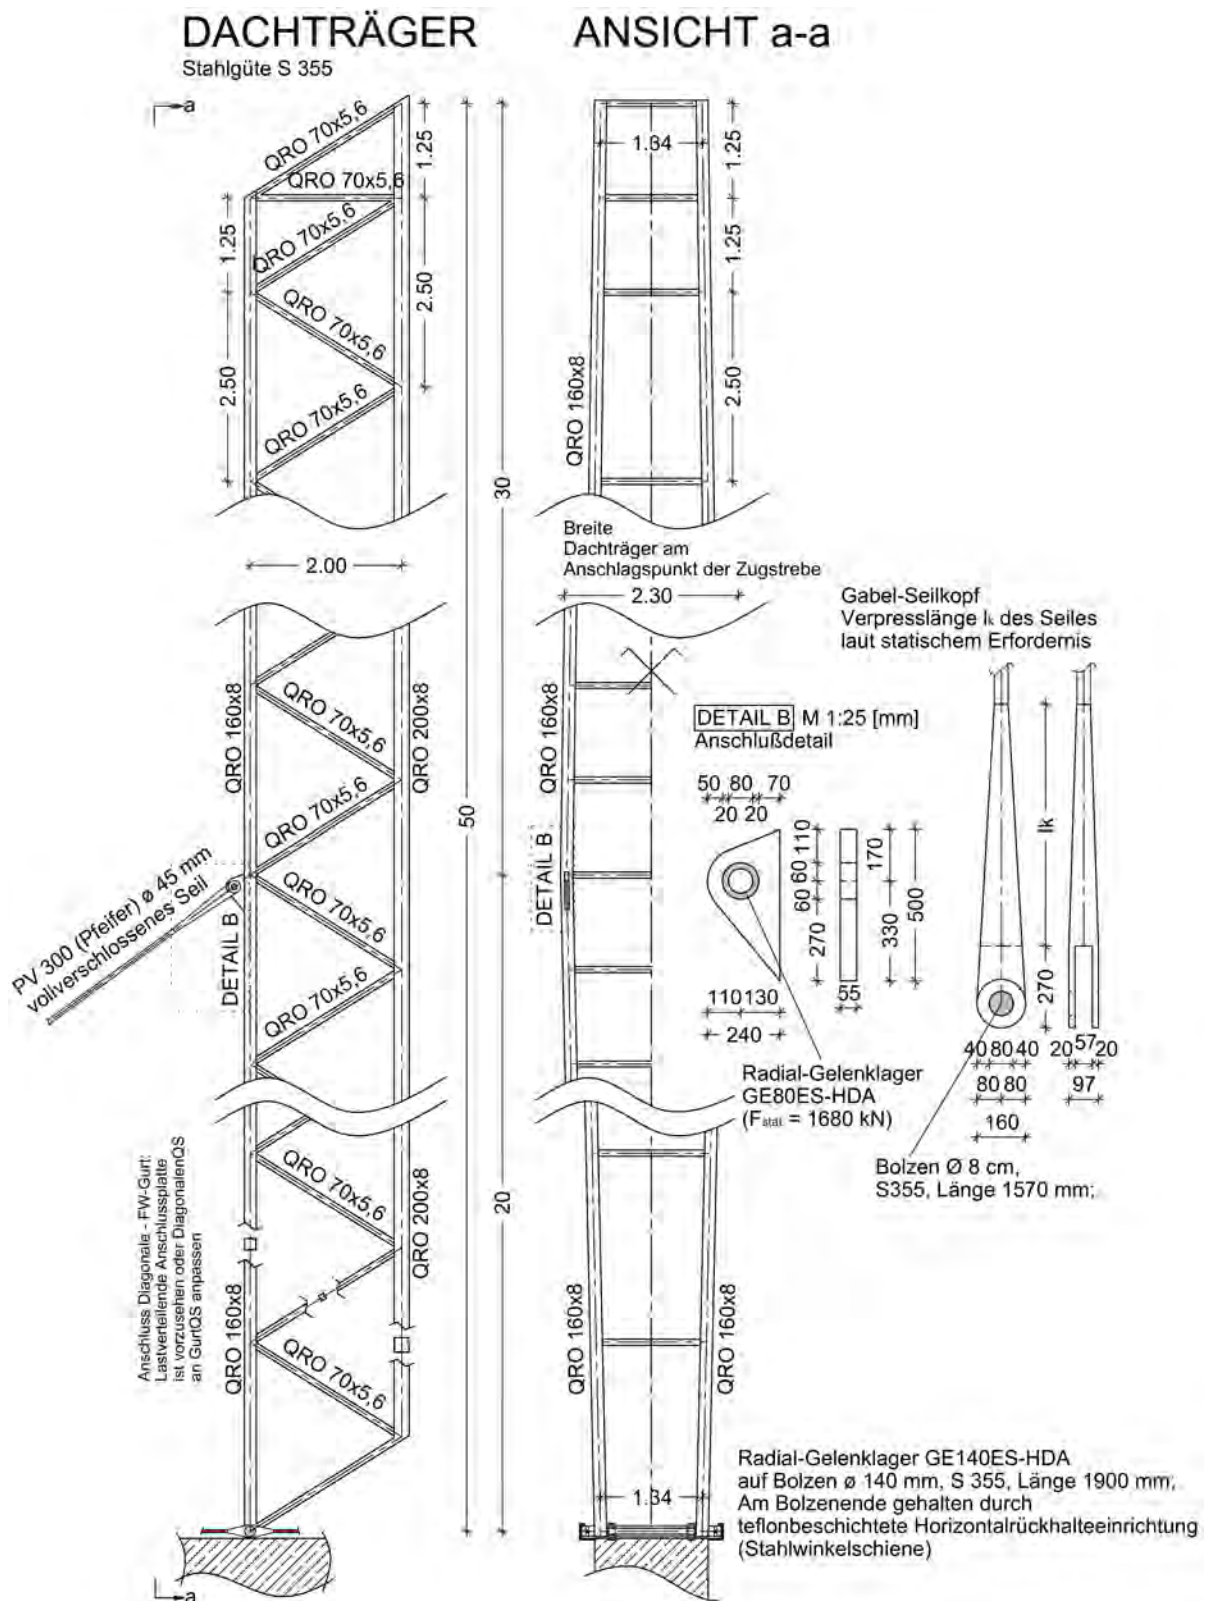 DACHTRÄGER
Stahlgüte S 355
ANSICHT a-a
a
QRO 70x5,6
QRO 70x5,6
QRO 70x5,6
QRO 70x5,6
QRO 70x5,6
1.25
1.25
2.50
2.50
30
2.00
1.34
1.25
1.25
2.50
QRO 160x8
Breite
Dachträger am
Anschlagspunkt der Zugstrebe
2.30
Gabel-Seilkopf
Verpresslänge lk des Seiles
laut statischem Erfordernis
QRO 160x8
QRO 70x5,6
QRO 200x8
QRO 70x5,6
QRO 70x5,6
QRO 70x5,6
50
PV 300 (Pfeifer) ø 45 mm
vollverschlossenes Seil
DETAIL B
QRO 160x8
DETAIL B
DETAIL B M 1:25 [mm]
Anschlußdetail
50 80 70
20 20
110
60
60
270
170
330
500
110 130
240
55
Radial-Gelenklager
GE80ES-HDA
(Fstat. = 1680 kN)
lk
270
40 80 40
80 80
160
20 57 20
97
Bolzen Ø 8 cm,
S355, Länge 1570 mm;
Anschluss Diagonale - FW-Gurt:
Lastverteilende Anschlussplatte
ist vorzusehen oder DiagonalenQS
an GurtQS anpassen
QRO 70x5,6
QRO 200x8
20
QRO 160x8
QRO 70x5,6
QRO 160x8
QRO 160x8
1.34
Radial-Gelenklager GE140ES-HDA
auf Bolzen ø 140 mm, S 355, Länge 1900 mm,
Am Bolzenende gehalten durch
teflonbeschichtete Horizontalrückhalteeinrichtung
(Stahlwinkelschiene)
a